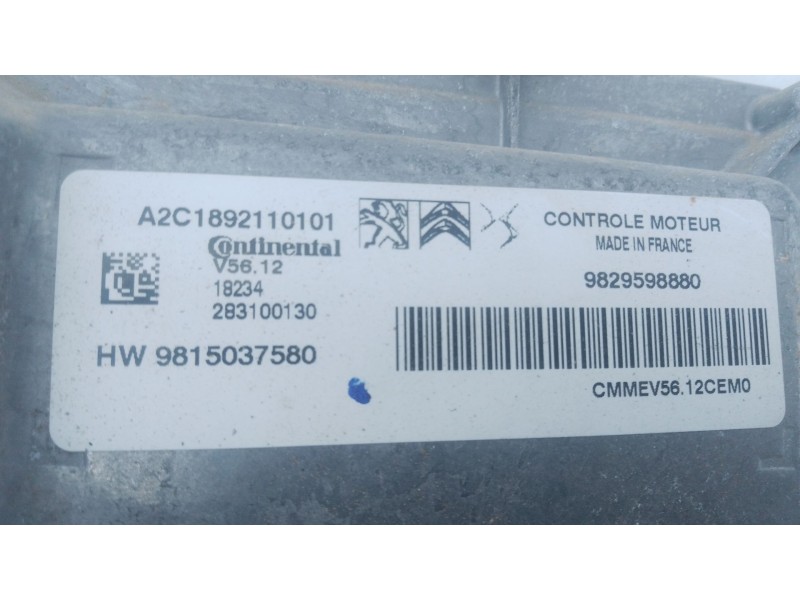 A2C1892110101
Continental
V56.12
18234
283100130
HW 9815037580
CONTROLE MOTEUR
MADE IN FRANCE
9829598880
CMMEV56.12CEM0